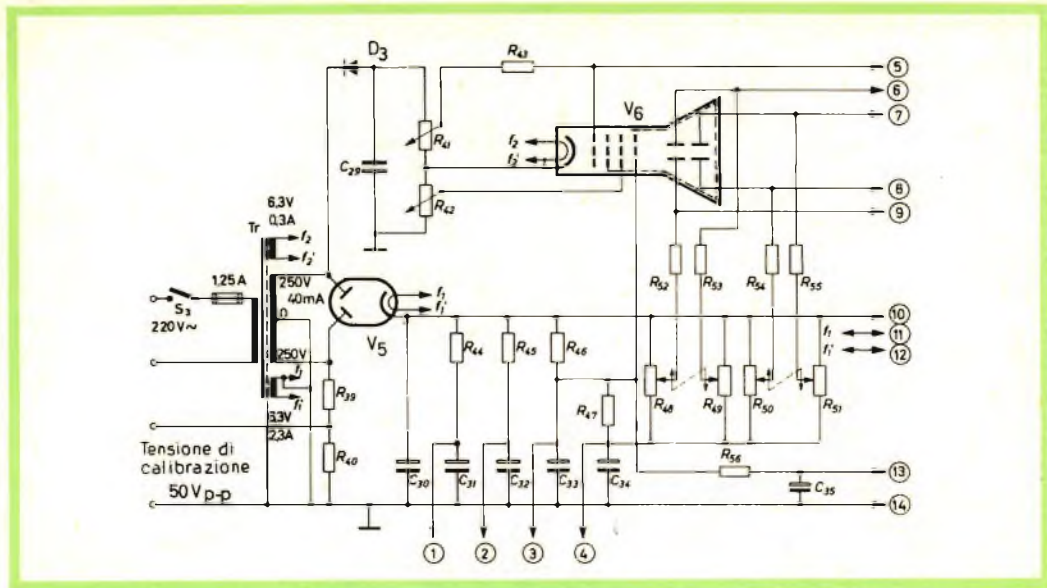 D3
R43
5
6
7
V6
f2
f2'
R41
C29
R42
8
9
6,3V
0,3A
Tr
f2
f2'
1,25A
S3
220V~
250V
40mA
0
250V
V5
f1
f1'
R52
R53
R54
R55
10
11
12
f1
f1'
R44
R45
R46
R47
R48
R49
R50
R51
f1
f1'
6,3V
2,3A
R39
R40
Tensione di
calibrazione
50V p-p
C30
C31
C32
C33
C34
R56
C35
13
14
1
2
3
4